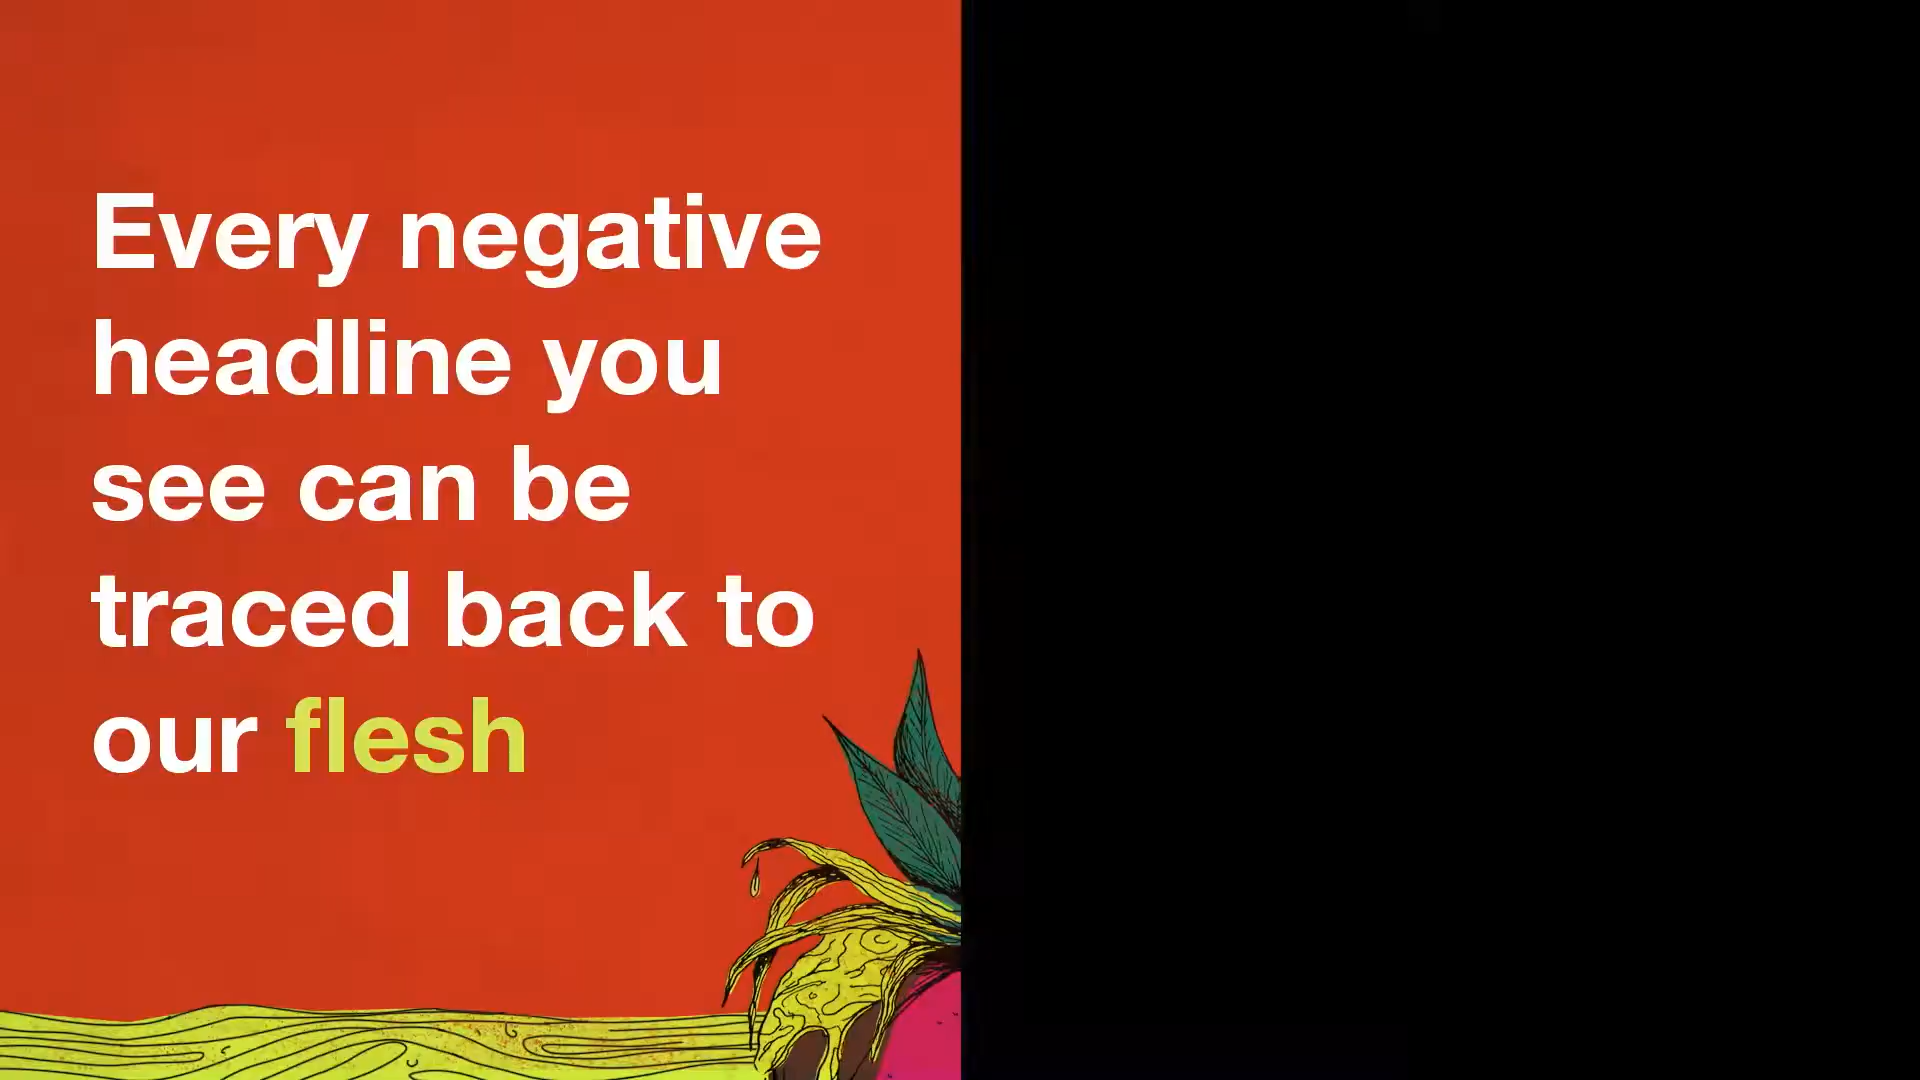 Every negative
headline you
see can be
traced back to
our flesh